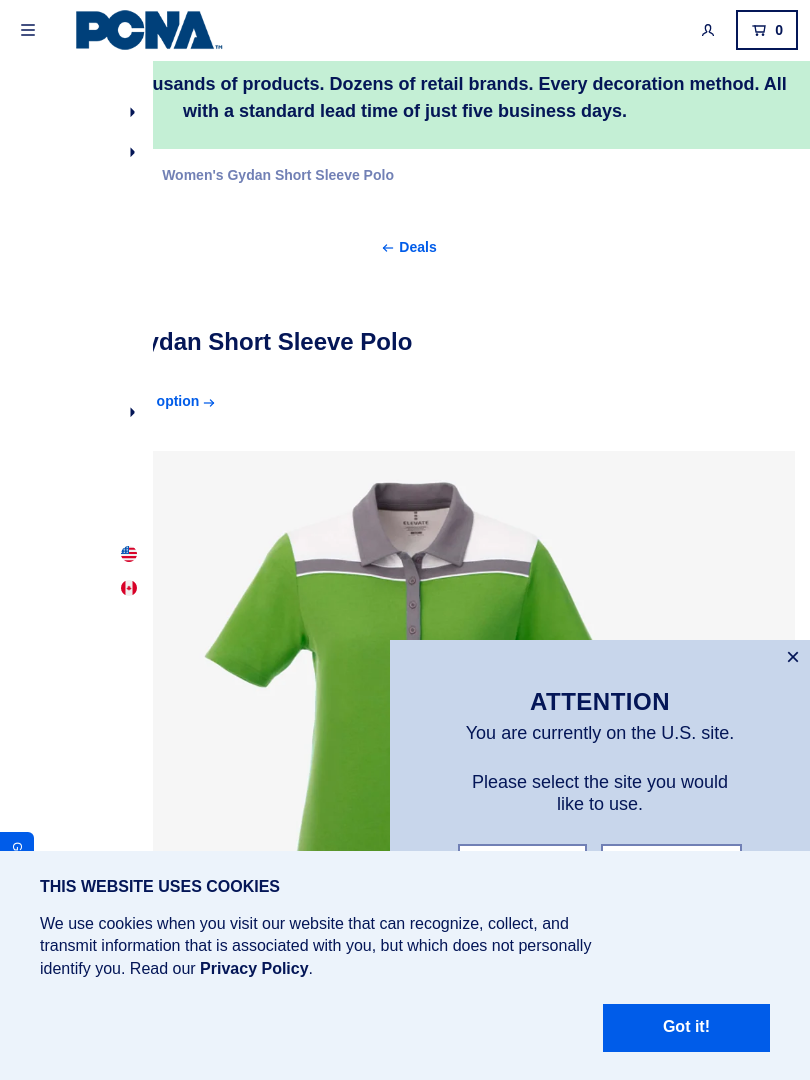 PCNA™
0
usands of products. Dozens of retail brands. Every decoration method. All
with a standard lead time of just five business days.
Women's Gydan Short Sleeve Polo
Deals
ydan Short Sleeve Polo
option
ELEVATE
ATTENTION
You are currently on the U.S. site.
Please select the site you would
like to use.
G
THIS WEBSITE USES COOKIES
We use cookies when you visit our website that can recognize, collect, and
transmit information that is associated with you, but which does not personally
identify you. Read our Privacy Policy.
Got it!